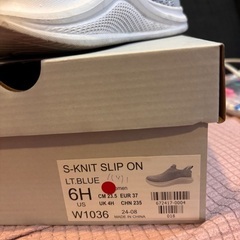 S-KNIT SLIP ON
LT.BLUE
6H
US
CM 23.5 EUR 37
UK 4H CHN 235
W1036
24-08
MADE IN CHINA